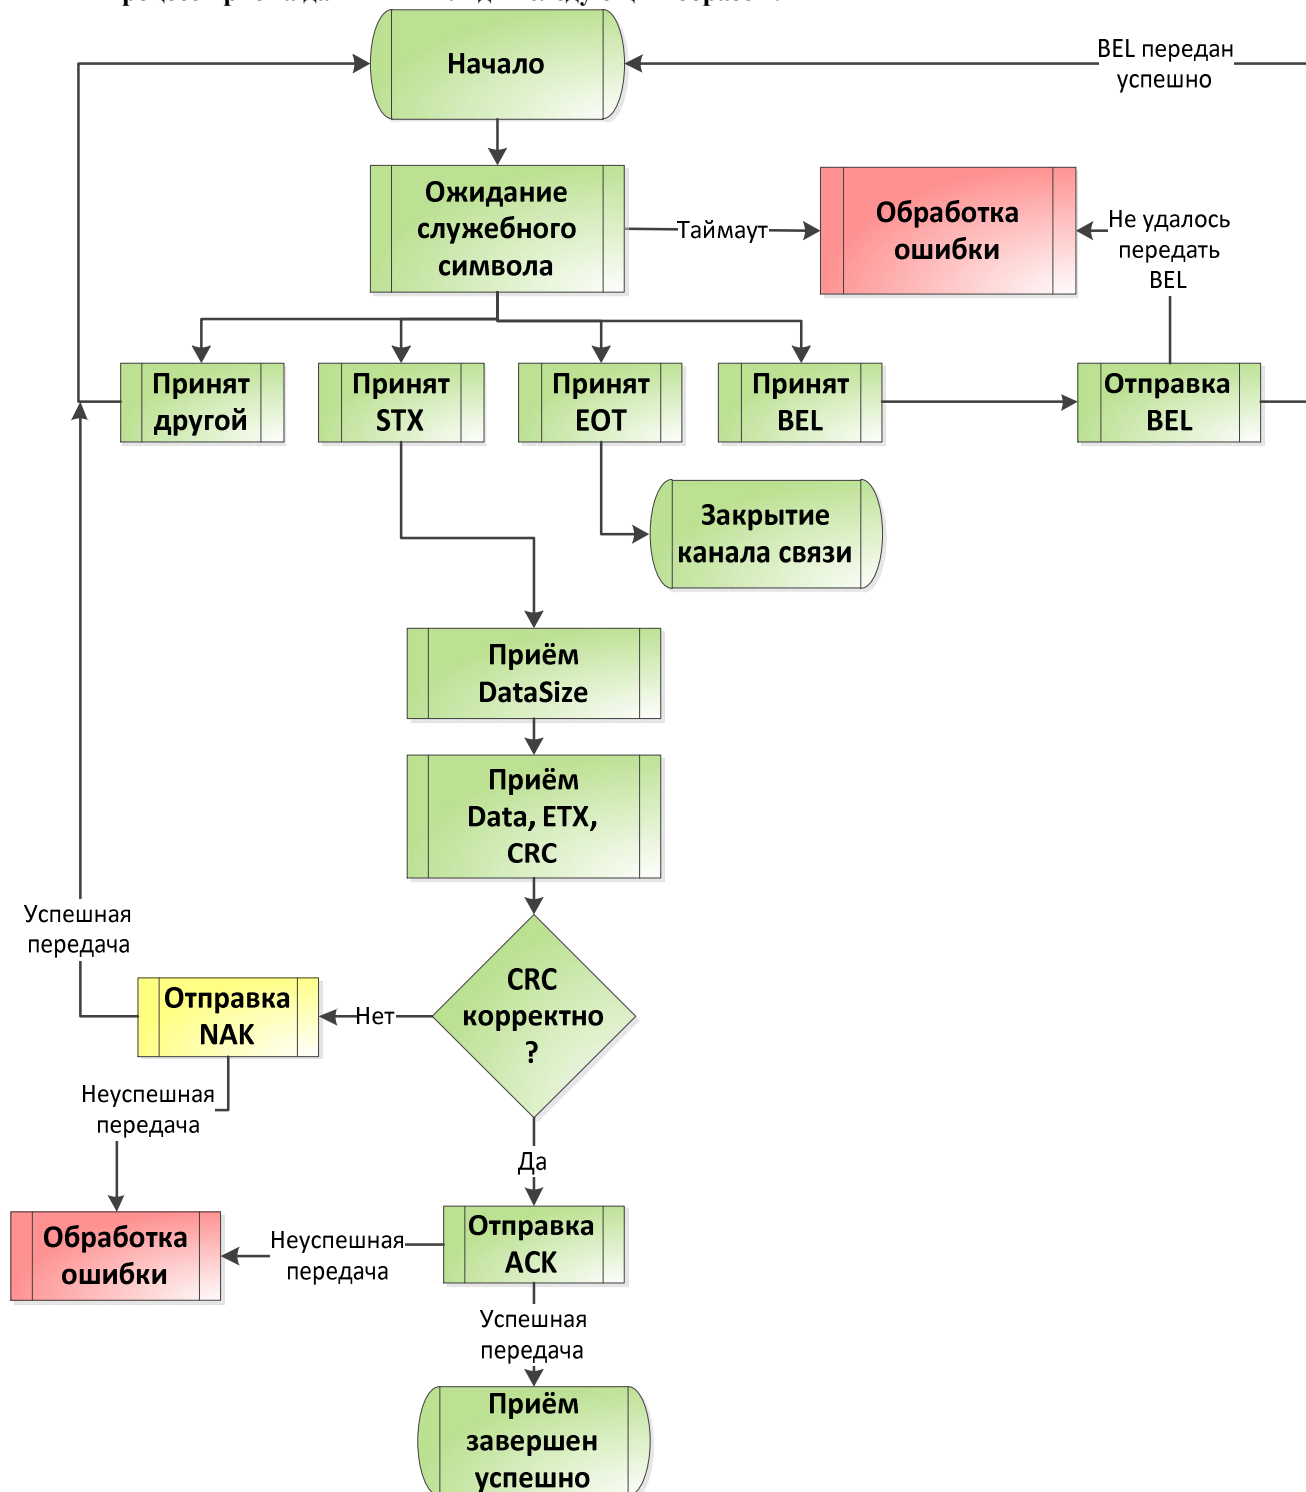 Начало
BEL передан
успешно
Ожидание
служебного
символа
Таймаут
Обработка
ошибки
Не удалось
передать
BEL
Принят
другой
Принят
STX
Принят
EOT
Принят
BEL
Отправка
BEL
Закрытие
канала связи
Приём
DataSize
Приём
Data, ETX,
CRC
Успешная
передача
CRC
корректно
?
Нет
Отправка
NAK
Неуспешная
передача
Да
Обработка
ошибки
Неуспешная
передача
Отправка
ACK
Успешная
передача
Приём
завершен
успешно